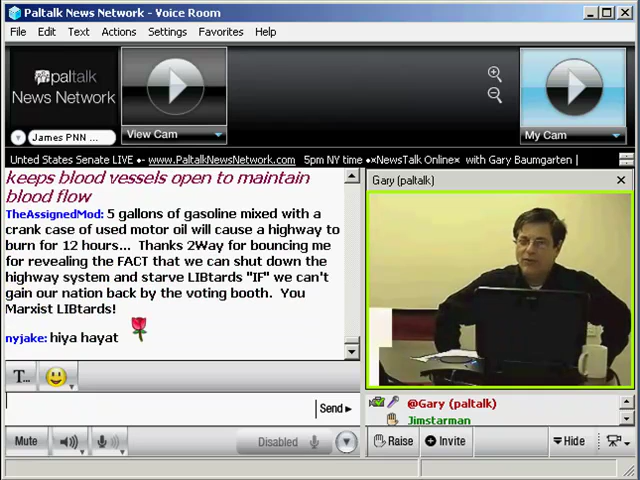 Paltalk News Network - Voice Room
File Edit Text Actions Settings Favorites Help
paltalk
News Network
James PNN ...
View Cam
My Cam
United States Senate LIVE •- www.PaltalkNewsNetwork.com 5pm NY time •×NewsTalk Online× with Gary Baumgarten |
keeps blood vessels open to maintain
blood flow
TheAssignedMod: 5 gallons of gasoline mixed with a
crank case of used motor oil will cause a highway to
burn for 12 hours... Thanks 2Way for bouncing me
for revealing the FACT that we can shut down the
highway system and starve LIBtards "IF" we can't
gain our nation back by the voting booth. You
Marxist LIBtards!
nyjake: hiya hayat
T...
Send
Mute
Disabled
Gary (paltalk)
@Gary (paltalk)
Jimstarman
Raise Invite Hide